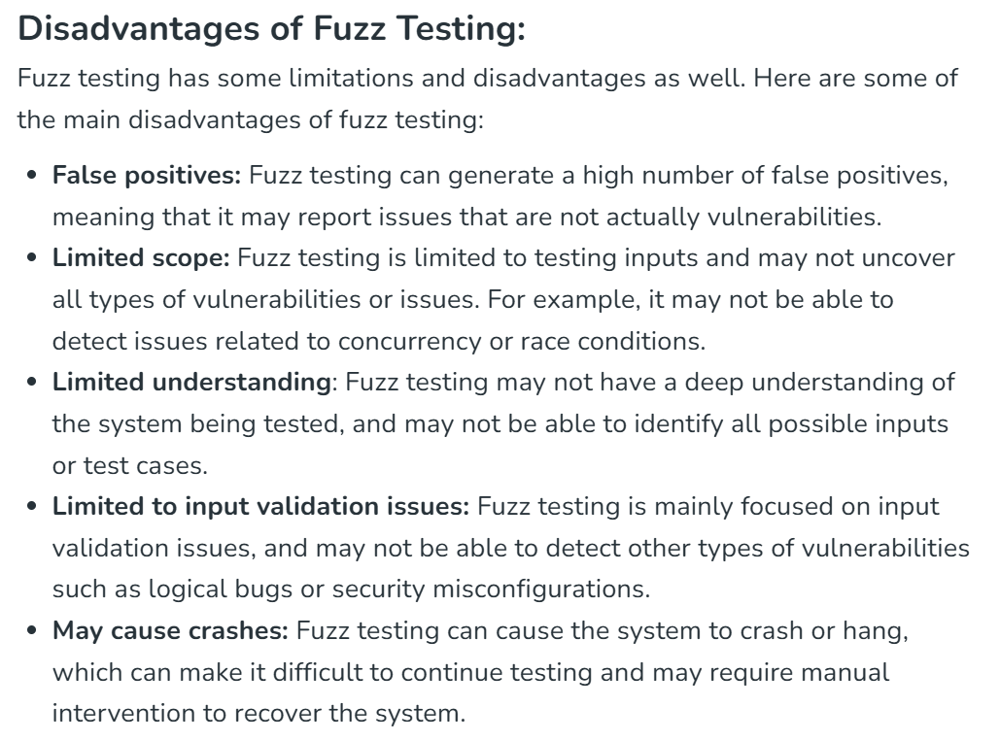 Disadvantages of Fuzz Testing:
Fuzz testing has some limitations and disadvantages as well. Here are some of
the main disadvantages of fuzz testing:
• False positives: Fuzz testing can generate a high number of false positives,
meaning that it may report issues that are not actually vulnerabilities.
• Limited scope: Fuzz testing is limited to testing inputs and may not uncover
all types of vulnerabilities or issues. For example, it may not be able to
detect issues related to concurrency or race conditions.
• Limited understanding: Fuzz testing may not have a deep understanding of
the system being tested, and may not be able to identify all possible inputs
or test cases.
• Limited to input validation issues: Fuzz testing is mainly focused on input
validation issues, and may not be able to detect other types of vulnerabilities
such as logical bugs or security misconfigurations.
• May cause crashes: Fuzz testing can cause the system to crash or hang,
which can make it difficult to continue testing and may require manual
intervention to recover the system.